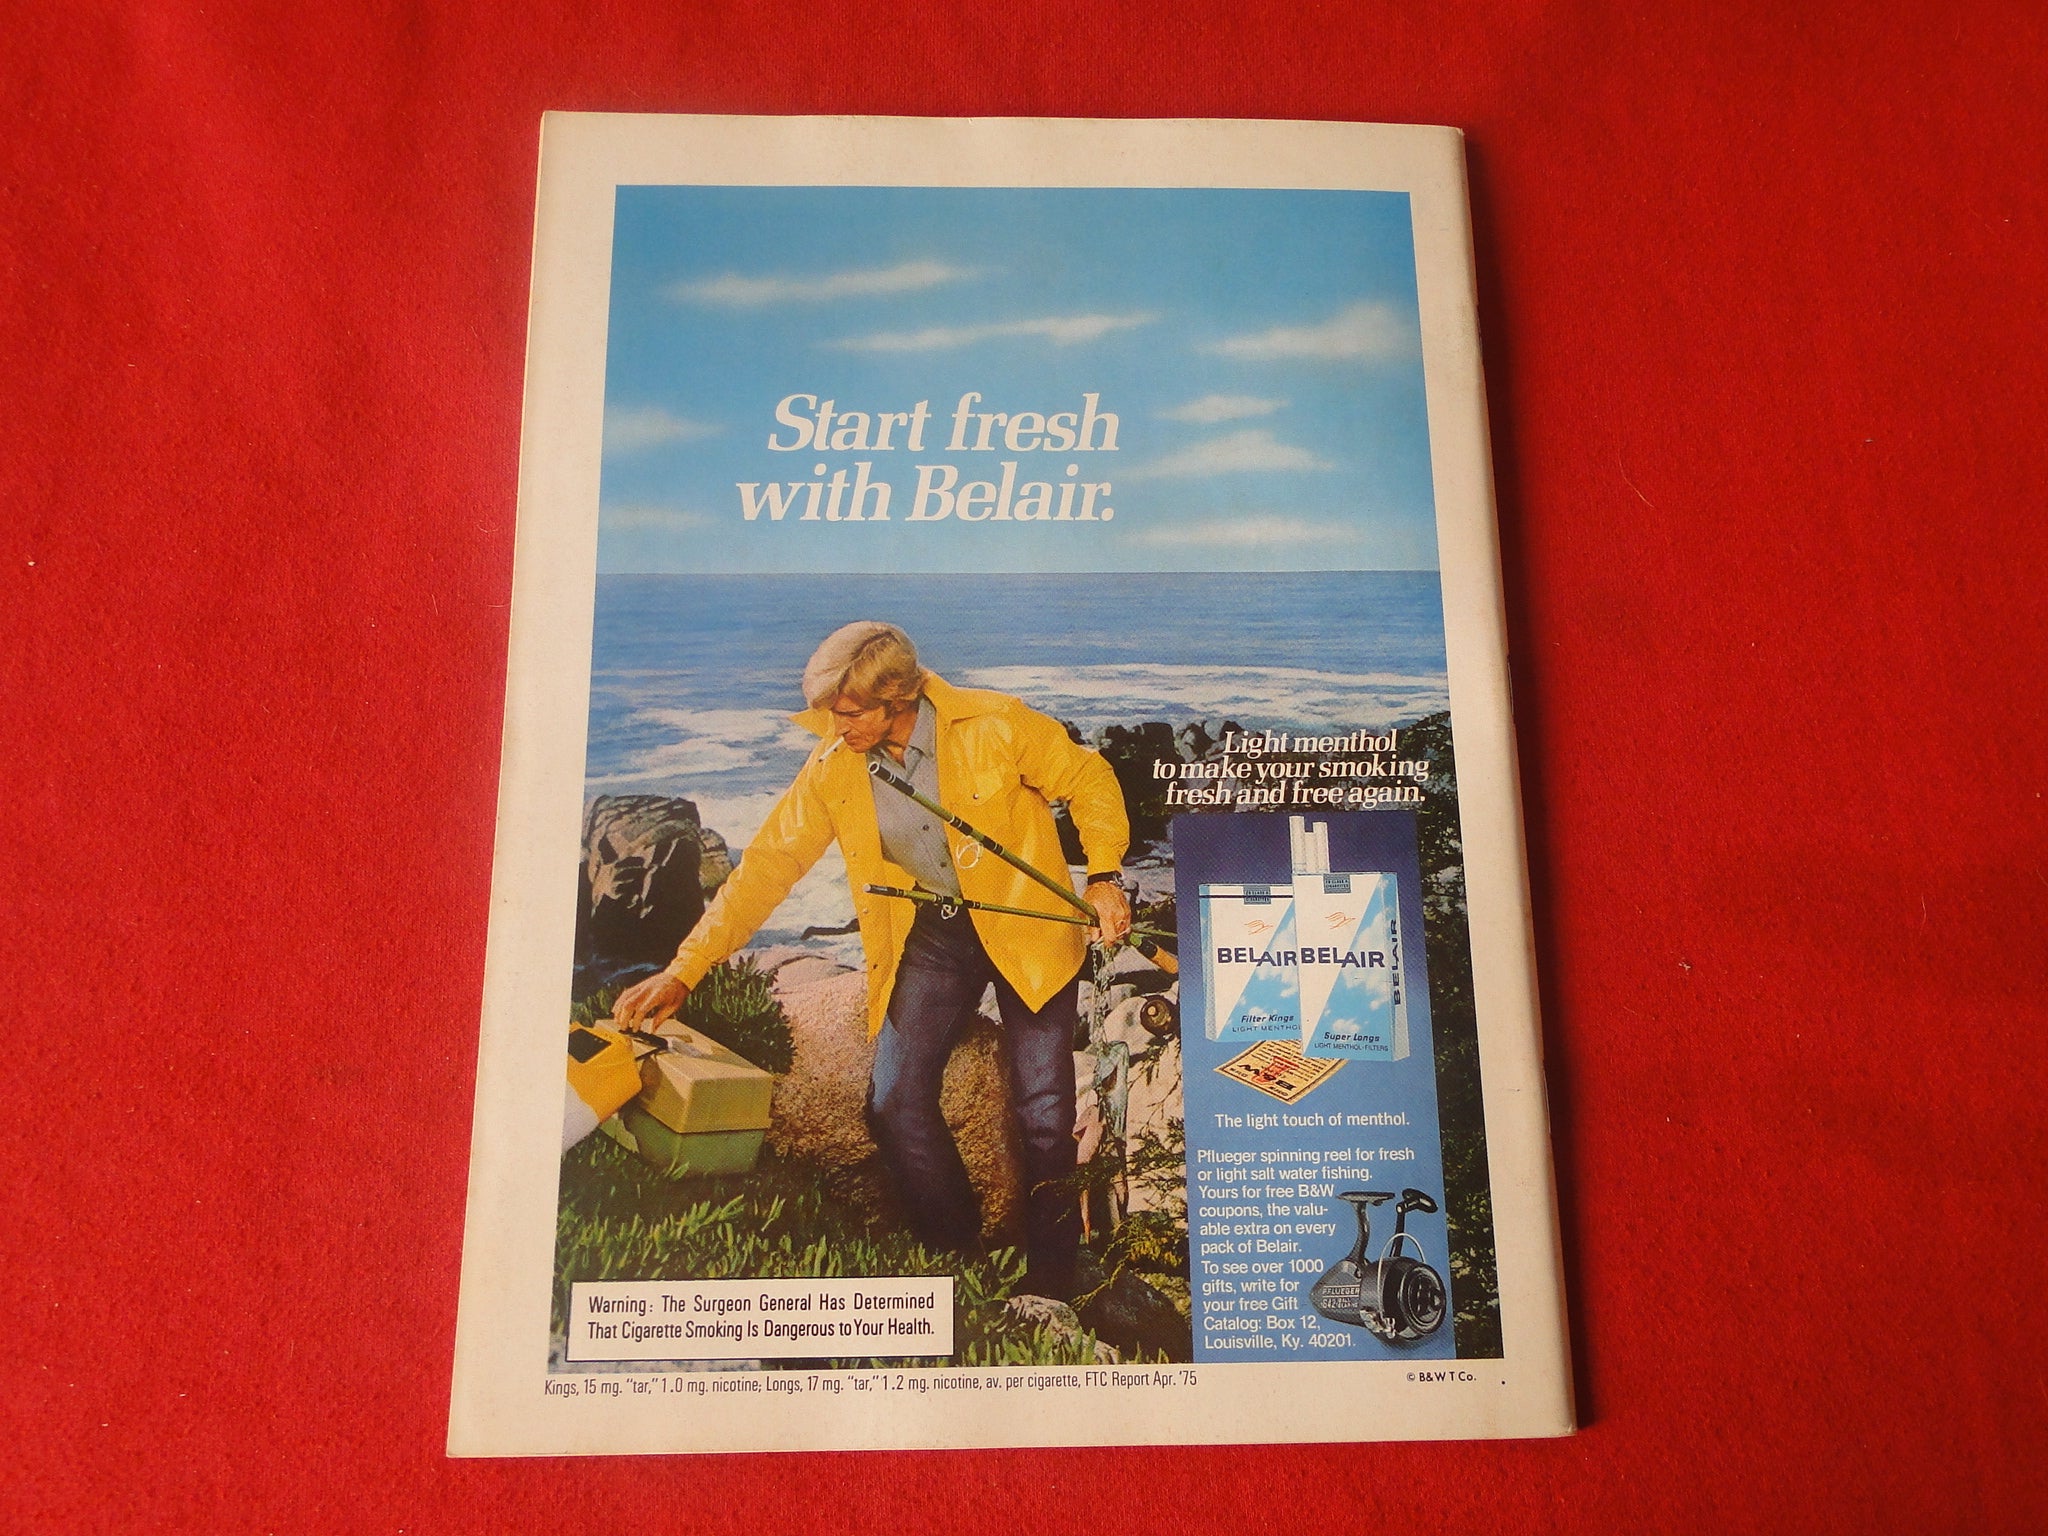 Start fresh
with Belair.
Light menthol
to make your smoking
fresh and free again.
BELAIR
Filter Kings
LIGHT MENTHOL
BELAIR
Super Longs
LIGHT MENTHOL-FILTERS
BELAIR
B&W
The light touch of menthol.
Pflueger spinning reel for fresh
or light salt water fishing.
Yours for free B&W
coupons, the valu-
able extra on every
pack of Belair.
To see over 1000
gifts, write for
your free Gift
Catalog: Box 12,
Louisville, Ky. 40201.
PFLUEGER
Warning: The Surgeon General Has Determined
That Cigarette Smoking Is Dangerous to Your Health.
Kings, 15 mg. "tar," 1.0 mg. nicotine; Longs, 17 mg. "tar," 1.2 mg. nicotine, av. per cigarette, FTC Report Apr. '75
© B&W T Co.